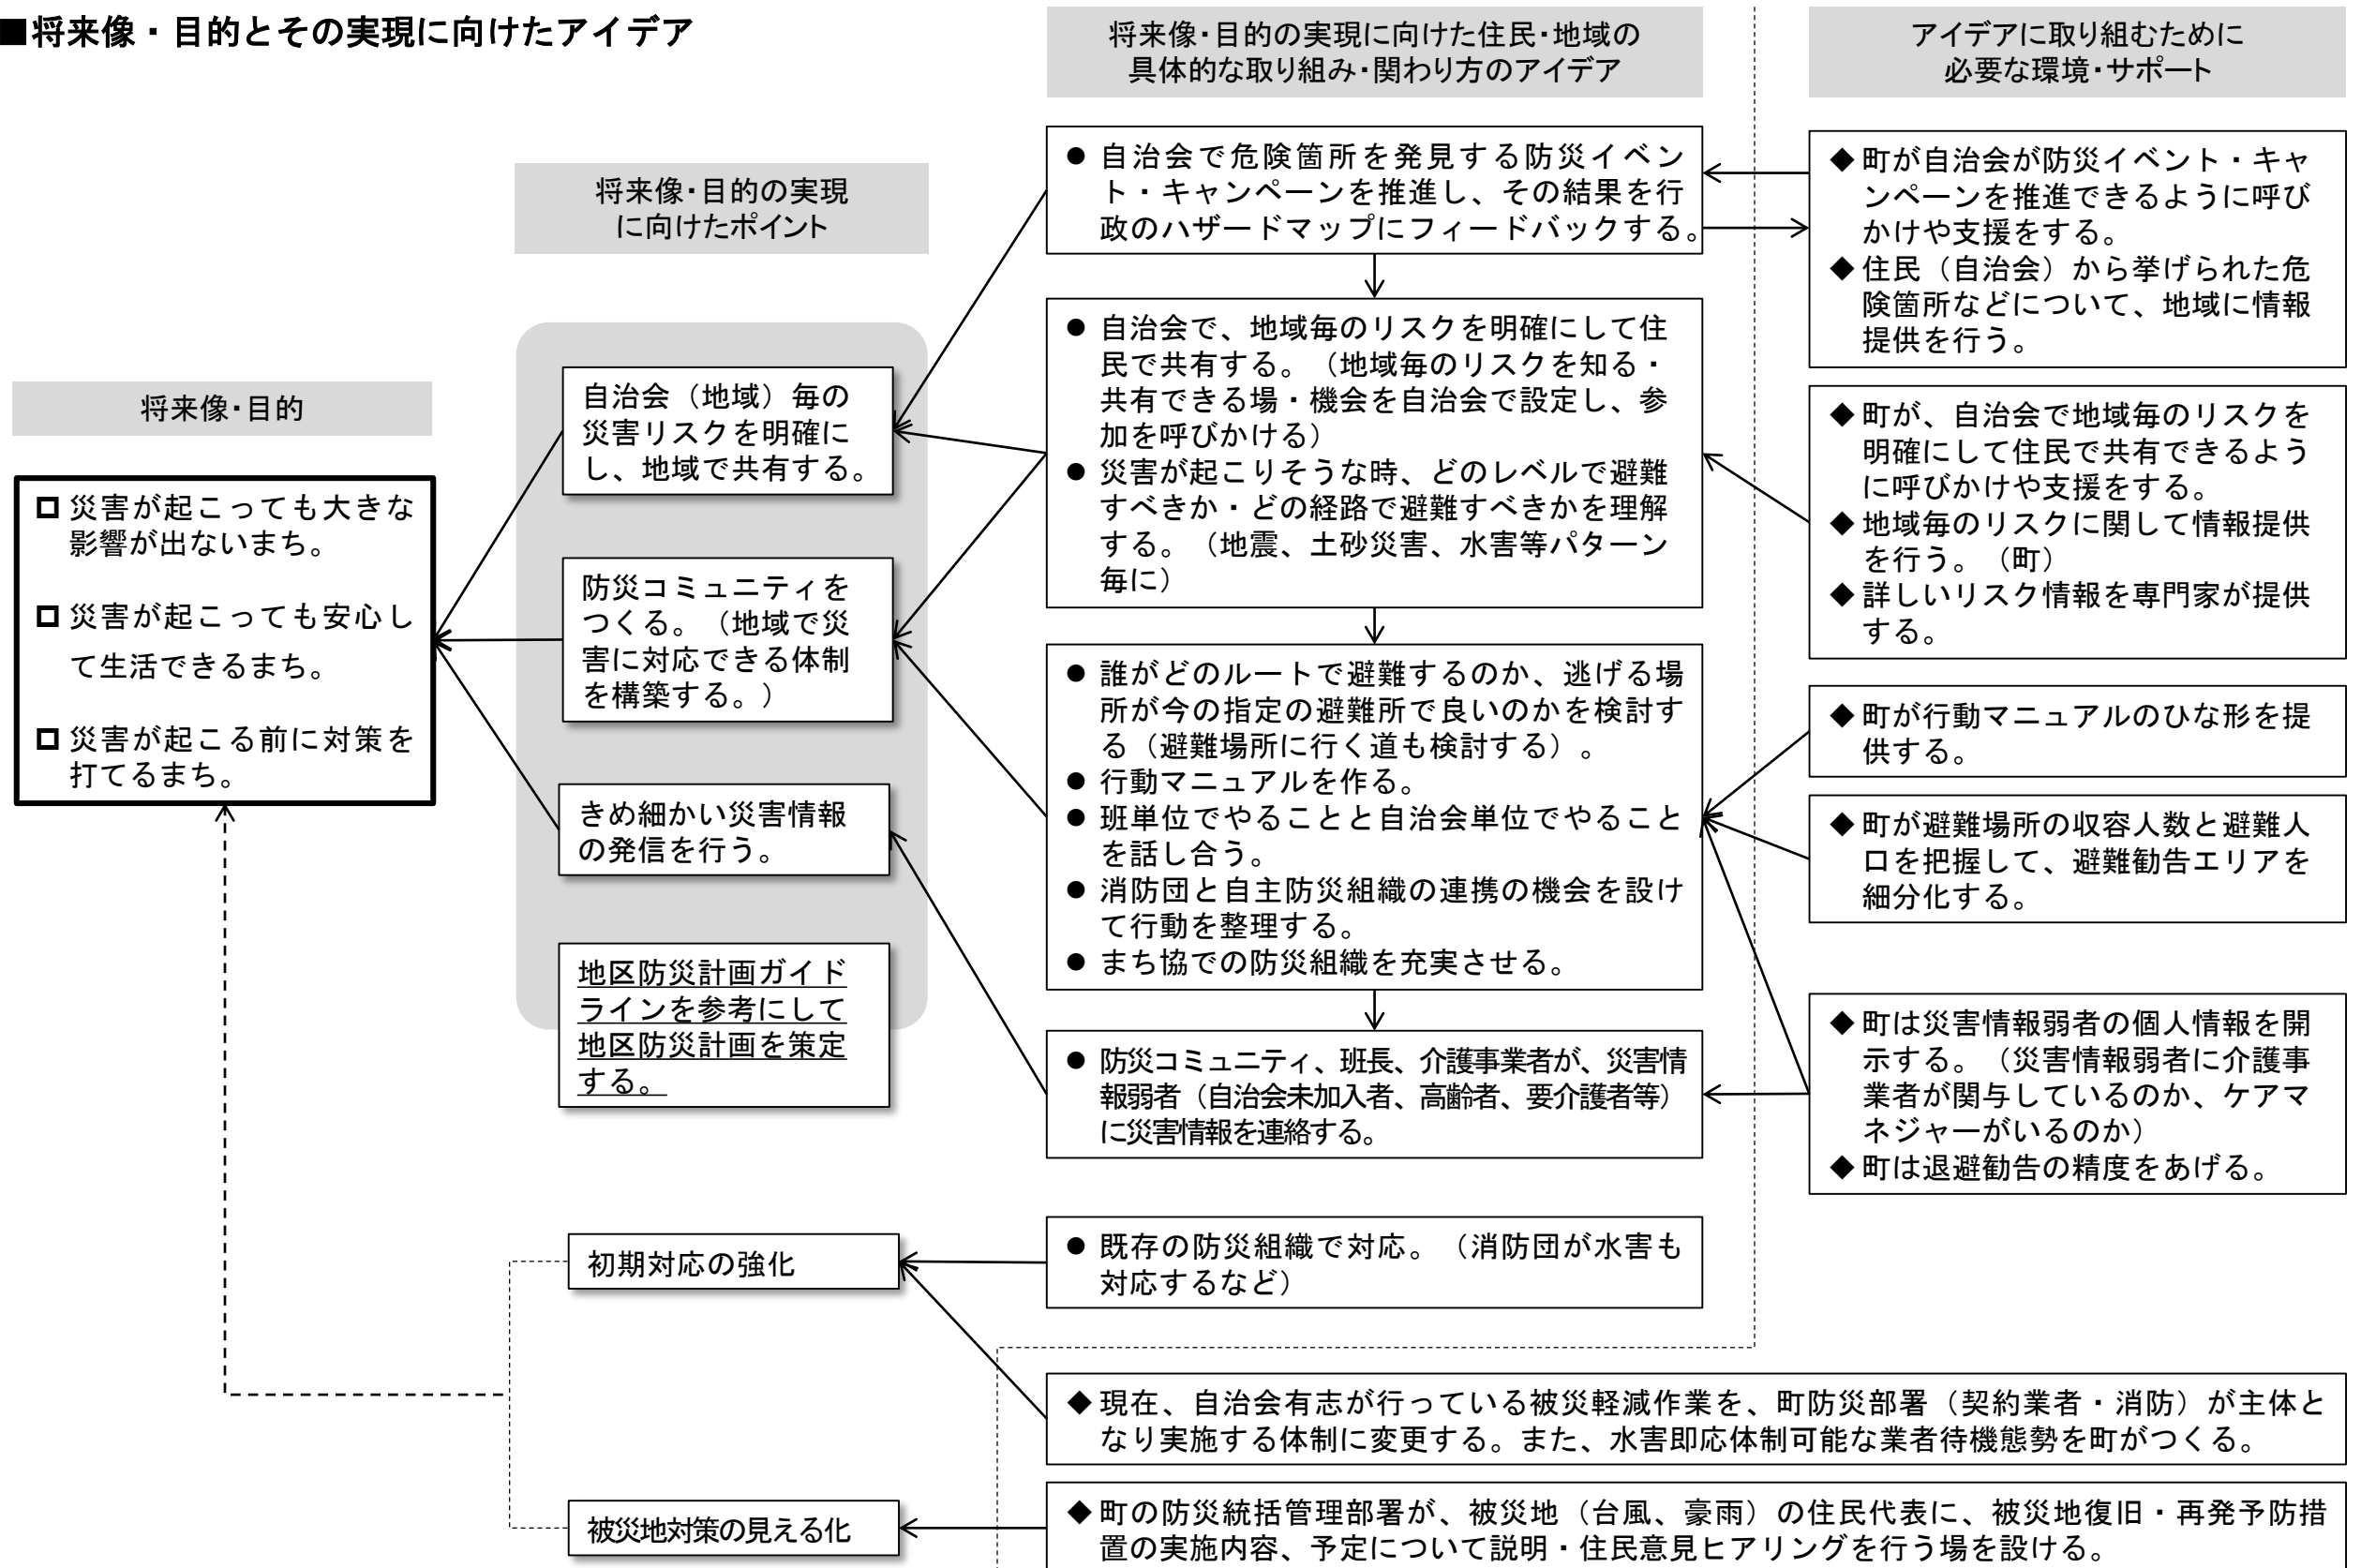 ■将来像・目的とその実現に向けたアイデア
将来像・目的
□ 災害が起こっても大きな
影響が出ないまち。
□ 災害が起こっても安心し
て生活できるまち。
□ 災害が起こる前に対策を
打てるまち。
将来像・目的の実現
に向けたポイント
自治会（地域）毎の
災害リスクを明確に
し、地域で共有する。
防災コミュニティを
つくる。（地域で災
害に対応できる体制
を構築する。）
きめ細かい災害情報
の発信を行う。
地区防災計画ガイド
ラインを参考にして
地区防災計画を策定
する。
初期対応の強化
被災地対策の見える化
将来像・目的の実現に向けた住民・地域の
具体的な取り組み・関わり方のアイデア
● 自治会で危険箇所を発見する防災イベン
ト・キャンペーンを推進し、その結果を行
政のハザードマップにフィードバックする。
● 自治会で、地域毎のリスクを明確にして住
民で共有する。（地域毎のリスクを知る・
共有できる場・機会を自治会で設定し、参
加を呼びかける）
● 災害が起こりそうな時、どのレベルで避難
すべきか・どの経路で避難すべきかを理解
する。（地震、土砂災害、水害等パターン
毎に）
● 誰がどのルートで避難するのか、逃げる場
所が今の指定の避難所で良いのかを検討す
る（避難場所に行く道も検討する）。
● 行動マニュアルを作る。
● 班単位でやることと自治会単位でやること
を話し合う。
● 消防団と自主防災組織の連携の機会を設け
て行動を整理する。
● まち協での防災組織を充実させる。
● 防災コミュニティ、班長、介護事業者が、災害情
報弱者（自治会未加入者、高齢者、要介護者等）
に災害情報を連絡する。
● 既存の防災組織で対応。（消防団が水害も
対応するなど）
アイデアに取り組むために
必要な環境・サポート
◆ 町が自治会が防災イベント・キャ
ンペーンを推進できるように呼び
かけや支援をする。
◆ 住民（自治会）から挙げられた危
険箇所などについて、地域に情報
提供を行う。
◆ 町が、自治会で地域毎のリスクを
明確にして住民で共有できるよう
に呼びかけや支援をする。
◆ 地域毎のリスクに関して情報提供
を行う。（町）
◆ 詳しいリスク情報を専門家が提供
する。
◆ 町が行動マニュアルのひな形を提
供する。
◆ 町が避難場所の収容人数と避難人
口を把握して、避難勧告エリアを
細分化する。
◆ 町は災害情報弱者の個人情報を開
示する。（災害情報弱者に介護事
業者が関与しているのか、ケアマ
ネジャーがいるのか）
◆ 町は退避勧告の精度をあげる。
◆ 現在、自治会有志が行っている被災軽減作業を、町防災部署（契約業者・消防）が主体と
なり実施する体制に変更する。また、水害即応体制可能な業者待機態勢を町がつくる。
◆ 町の防災統括管理部署が、被災地（台風、豪雨）の住民代表に、被災地復旧・再発予防措
置の実施内容、予定について説明・住民意見ヒアリングを行う場を設ける。